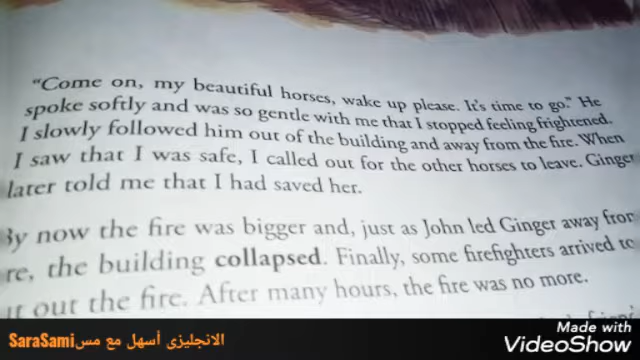 "Come on, my beautiful horses, wake up please. It's time to go." He
spoke softly and was so gentle with me that I stopped feeling frightened.
I slowly followed him out of the building and away from the fire. When
I saw that I was safe, I called out for the other horses to leave. Ginger
later told me that I had saved her.
By now the fire was bigger and, just as John led Ginger away from
re, the building collapsed. Finally, some firefighters arrived to
ut out the fire. After many hours, the fire was no more.
SaraSami الانجليزى أسهل مع مس
Made with
VideoShow